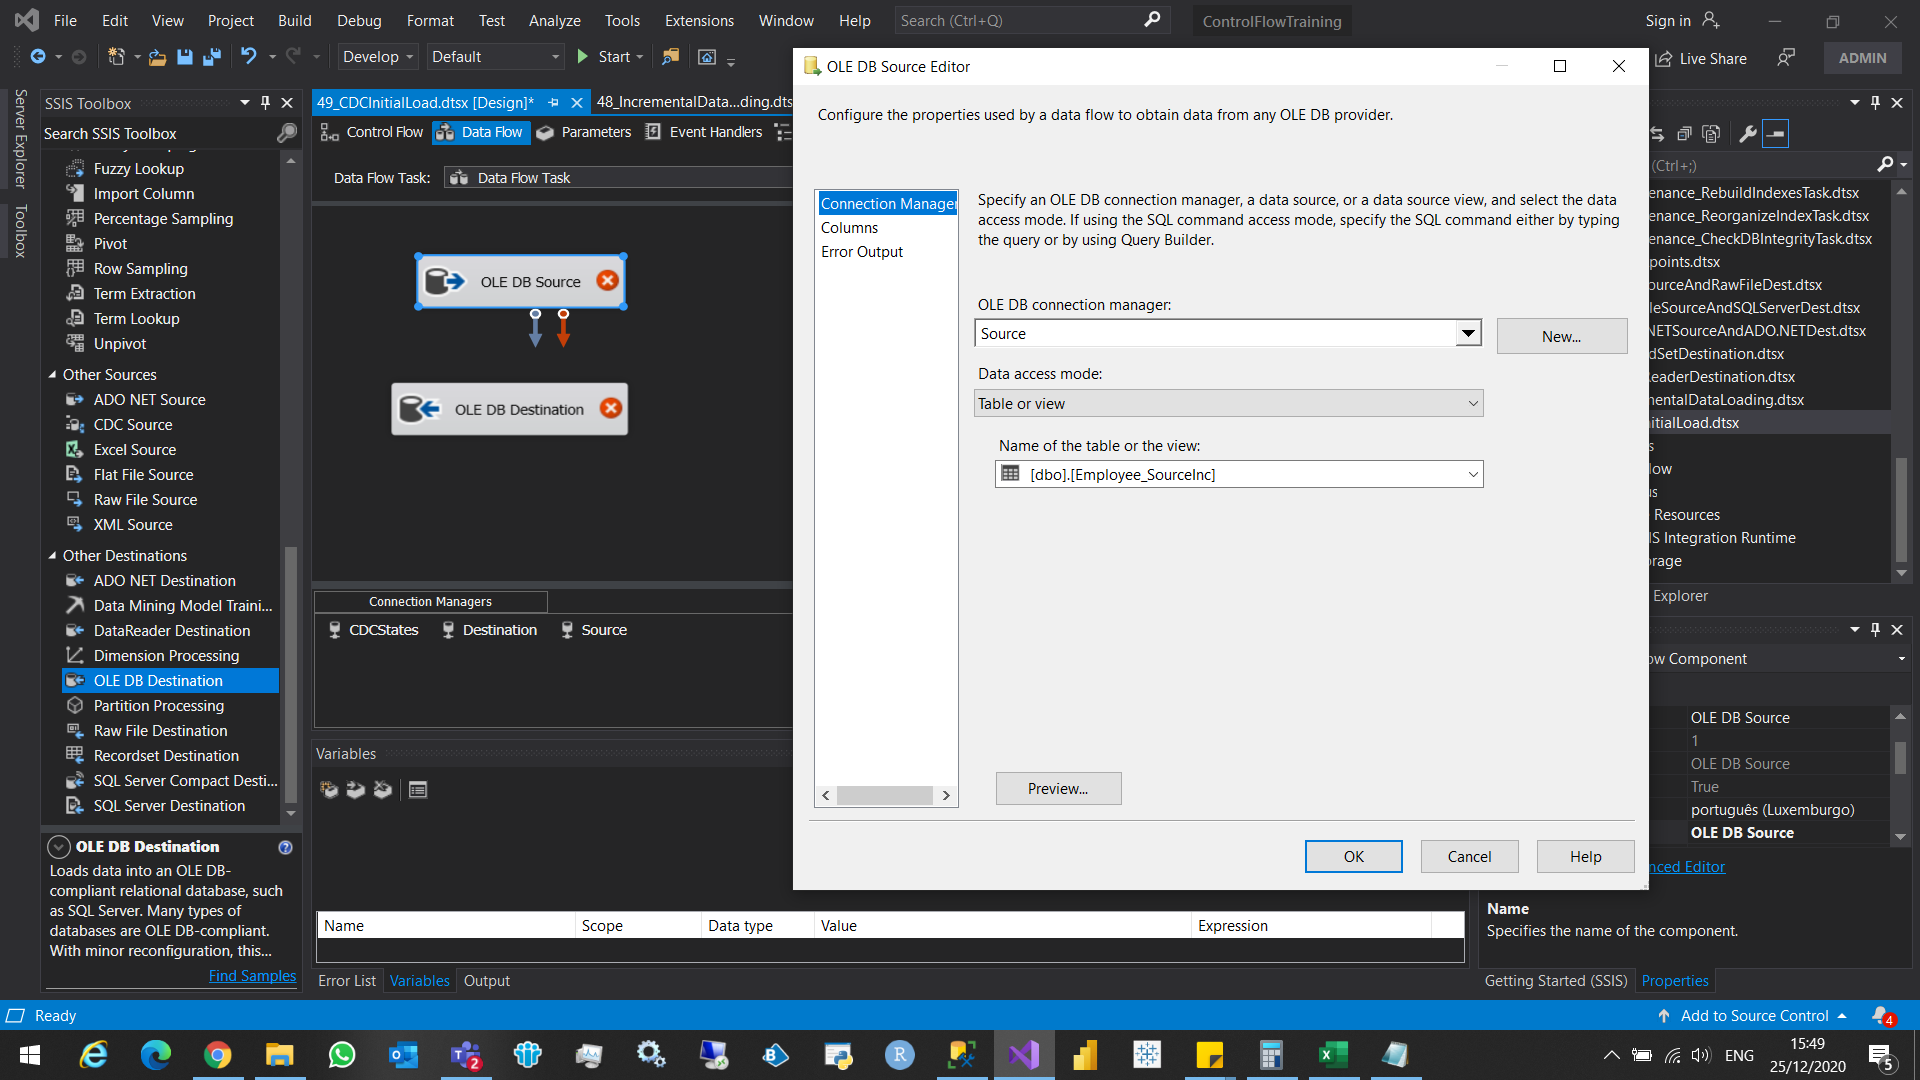 File Edit View Project Build Debug Format Test Analyze Tools Extensions Window Help Search (Ctrl+Q) ControlFlowTraining Sign in
Develop Default Start Live Share ADMIN
Server Explorer
Toolbox
SSIS Toolbox
Search SSIS Toolbox
Fuzzy Lookup
Import Column
Percentage Sampling
Pivot
Row Sampling
Term Extraction
Term Lookup
Unpivot
Other Sources
ADO NET Source
CDC Source
Excel Source
Flat File Source
Raw File Source
XML Source
Other Destinations
ADO NET Destination
Data Mining Model Traini...
DataReader Destination
Dimension Processing
OLE DB Destination
Partition Processing
Raw File Destination
Recordset Destination
SQL Server Compact Desti...
SQL Server Destination
OLE DB Destination
Loads data into an OLE DB-
compliant relational database, such
as SQL Server. Many types of
databases are OLE DB-compliant.
With minor reconfiguration, this...
Find Samples
49_CDCInitialLoad.dtsx [Design]* 48_IncrementalData...ding.dts
Control Flow Data Flow Parameters Event Handlers
Data Flow Task: Data Flow Task
OLE DB Source
OLE DB Destination
Connection Managers
CDCStates Destination Source
Variables
Name Scope Data type Value Expression
Error List Variables Output
OLE DB Source Editor
Configure the properties used by a data flow to obtain data from any OLE DB provider.
Connection Manager
Columns
Error Output
Specify an OLE DB connection manager, a data source, or a data source view, and select the data
access mode. If using the SQL command access mode, specify the SQL command either by typing
the query or by using Query Builder.
OLE DB connection manager:
Source New...
Data access mode:
Table or view
Name of the table or the view:
[dbo].[Employee_SourceInc]
Preview...
OK Cancel Help
(Ctrl+;)
enance_RebuildIndexesTask.dtsx
enance_ReorganizeIndexTask.dtsx
enance_CheckDBIntegrityTask.dtsx
points.dtsx
ourceAndRawFileDest.dtsx
leSourceAndSQLServerDest.dtsx
NETSourceAndADO.NETDest.dtsx
dSetDestination.dtsx
eaderDestination.dtsx
mentalDataLoading.dtsx
itialLoad.dtsx
s
ow
us
Resources
IS Integration Runtime
rage
Explorer
ow Component
OLE DB Source
1
OLE DB Source
True
português (Luxemburgo)
OLE DB Source
nced Editor
Name
Specifies the name of the component.
Getting Started (SSIS) Properties
Ready Add to Source Control 4
2 R ENG 15:49
25/12/2020 5